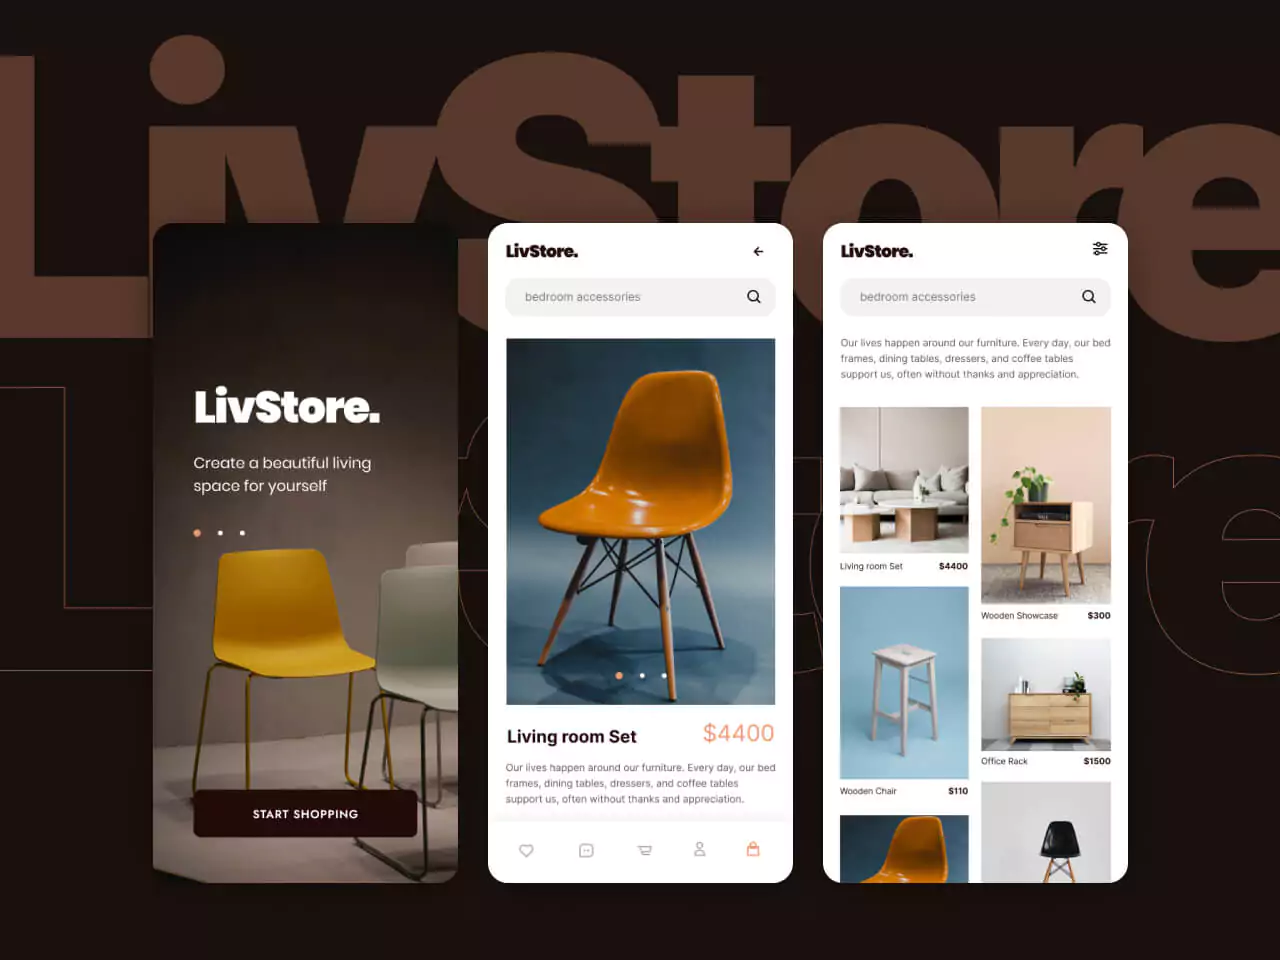 LivStore
LivStore.
Create a beautiful living
space for yourself
START SHOPPING
LivStore.
bedroom accessories
Living room Set
$4400
Our lives happen around our furniture. Every day, our bed
frames, dining tables, dressers, and coffee tables
support us, often without thanks and appreciation.
LivStore.
bedroom accessories
Our lives happen around our furniture. Every day, our bed
frames, dining tables, dressers, and coffee tables
support us, often without thanks and appreciation.
Living room Set $4400
Wooden Showcase $300
Wooden Chair $110
Office Rack $1500